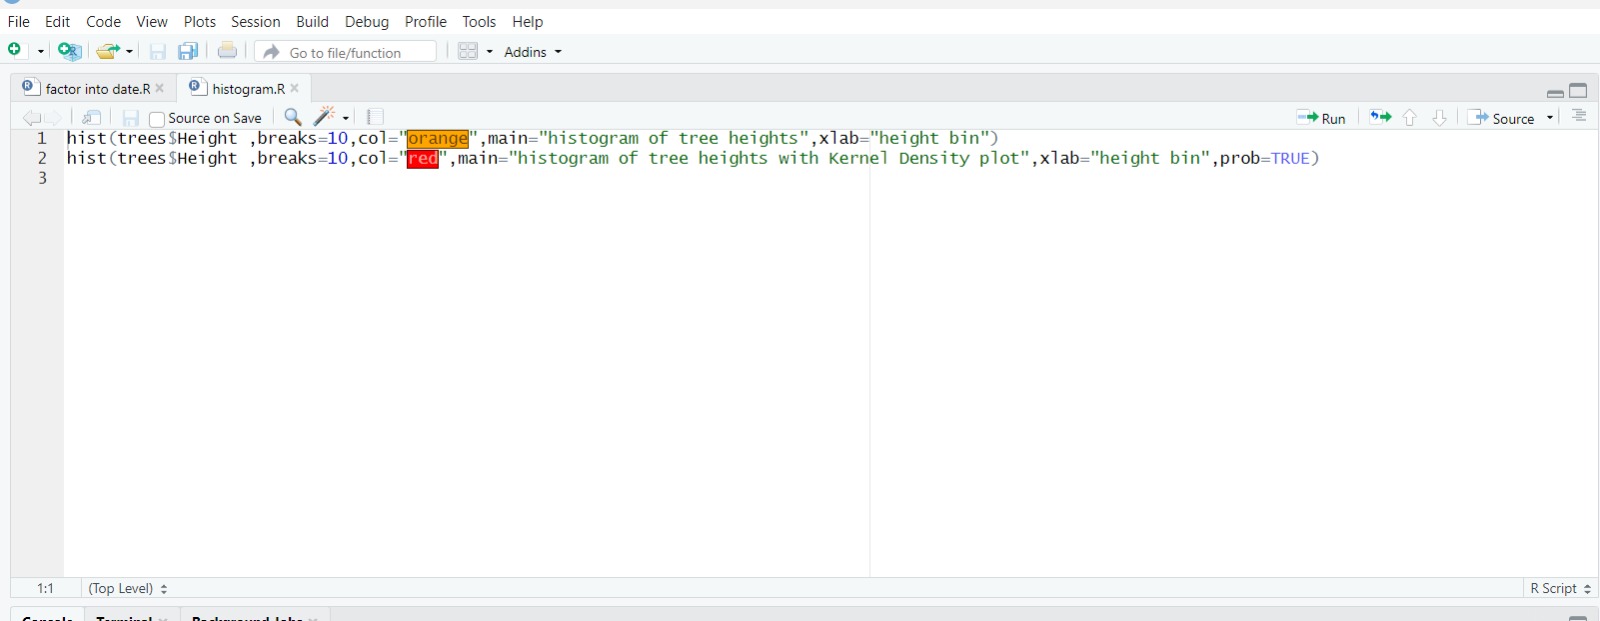 File Edit Code View Plots Session Build Debug Profile Tools Help
Go to file/function Addins
factor into date.R histogram.R
Source on Save Run Source
1 hist(trees$Height ,breaks=10,col="orange",main="histogram of tree heights",xlab="height bin")
2 hist(trees$Height ,breaks=10,col="red",main="histogram of tree heights with Kernel Density plot",xlab="height bin",prob=TRUE)
3
1:1 (Top Level) R Script
Console Terminal Background Jobs